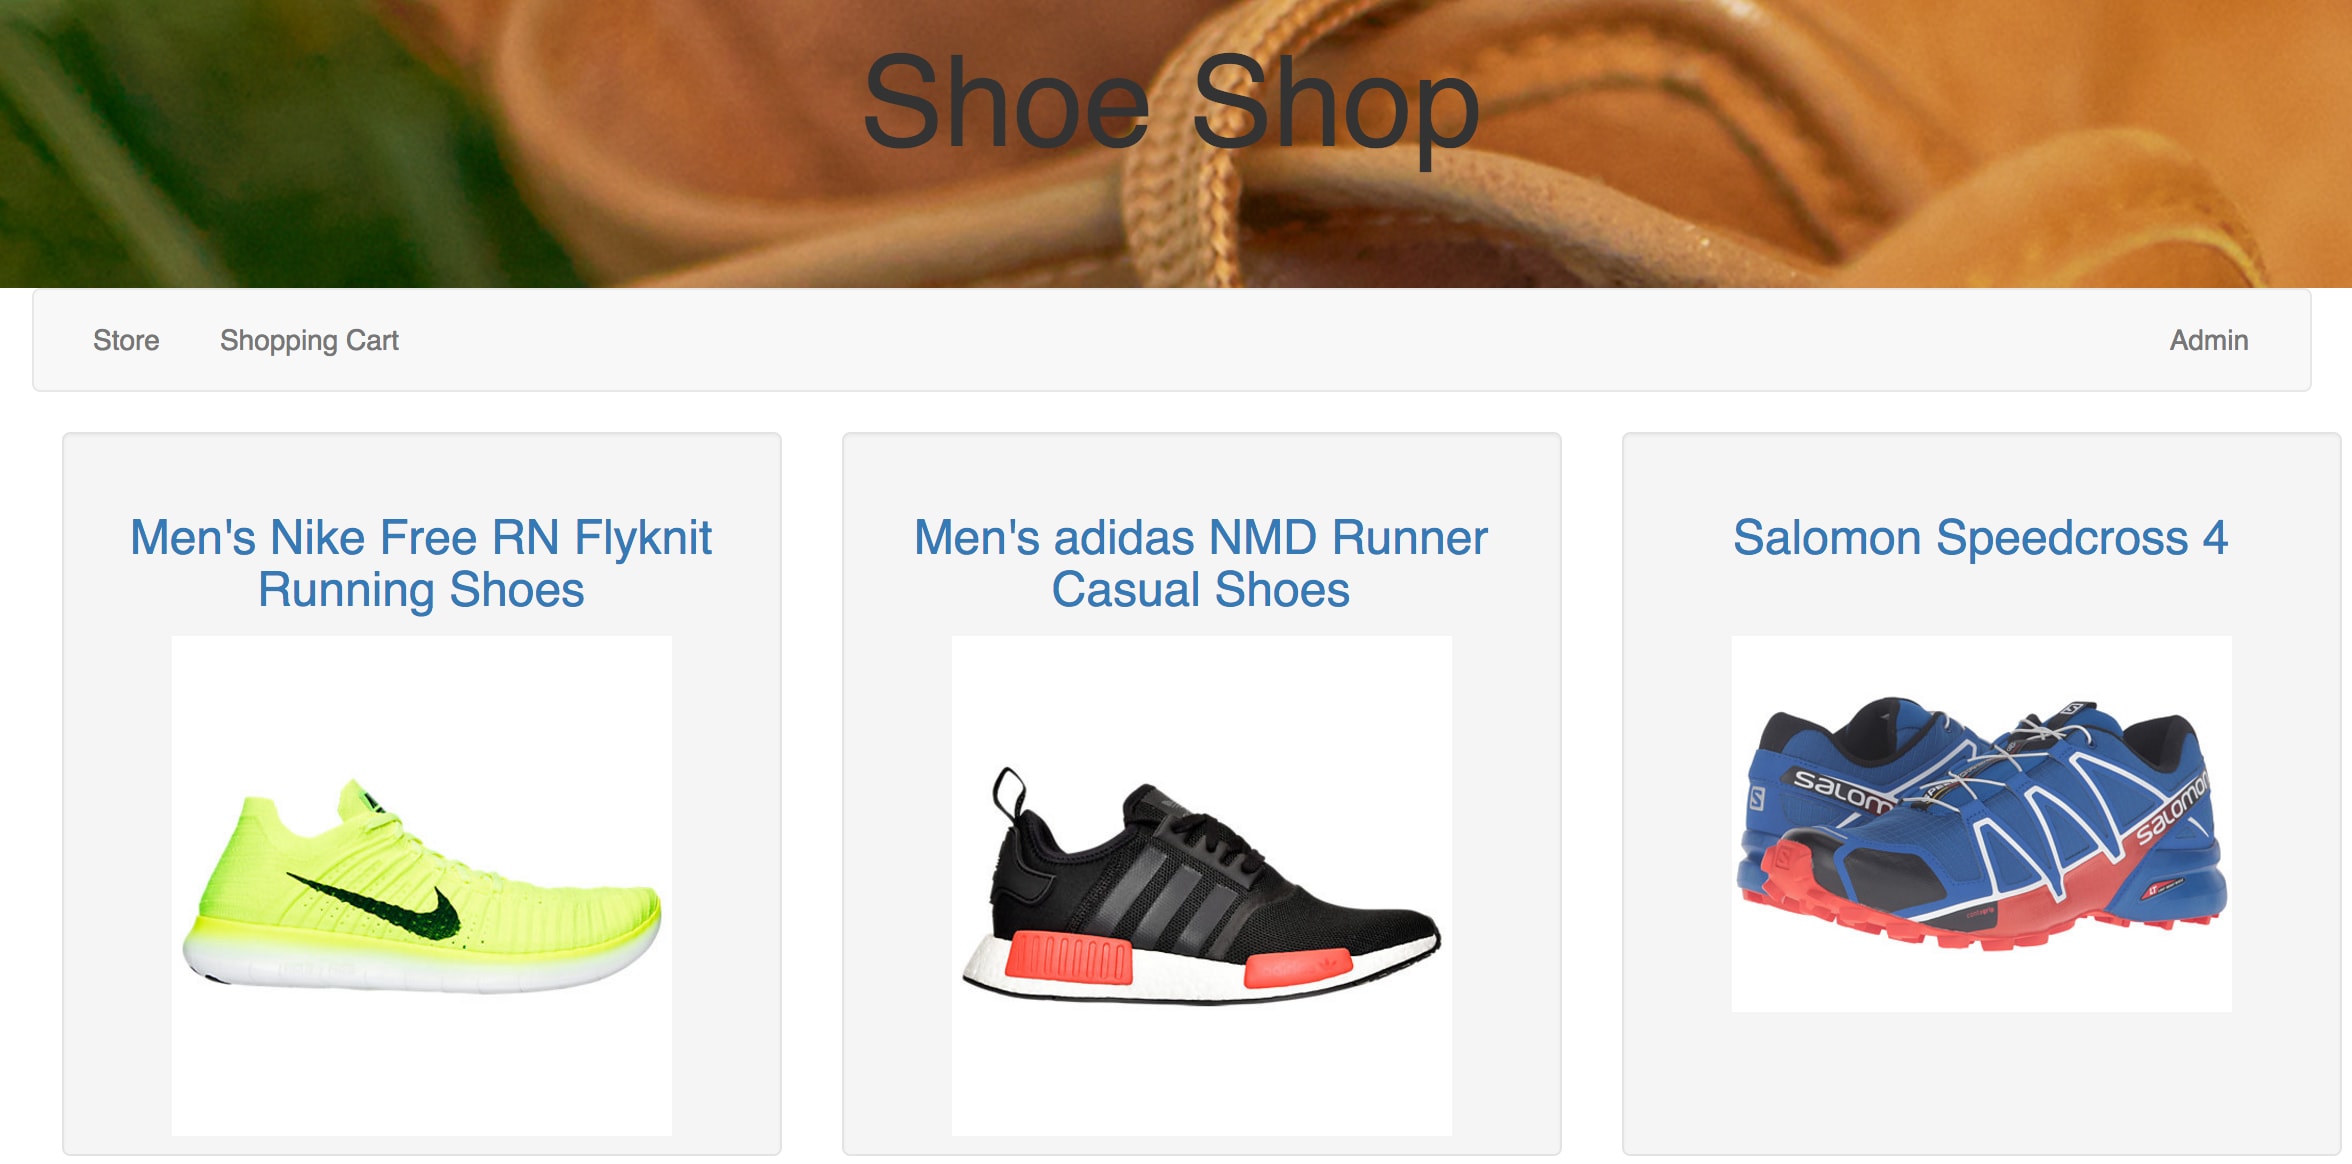 Shoe Shop
Store
Shopping Cart
Admin
Men's Nike Free RN Flyknit
Running Shoes
Men's adidas NMD Runner
Casual Shoes
Salomon Speedcross 4
SALOMON